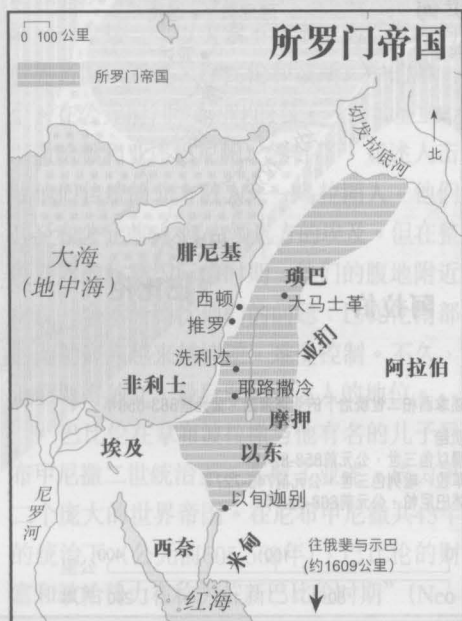 0 100公里
所罗门帝国
所罗门帝国
幼发拉底河
北
大海
(地中海)
腓尼基
琐巴
西顿
大马士革
推罗
亚扪
洗利达
阿拉伯
非利士
耶路撒冷
摩押
埃及
以东
以旬迦别
尼罗河
西奈
米甸
往俄斐与示巴
(约1609公里)
红海